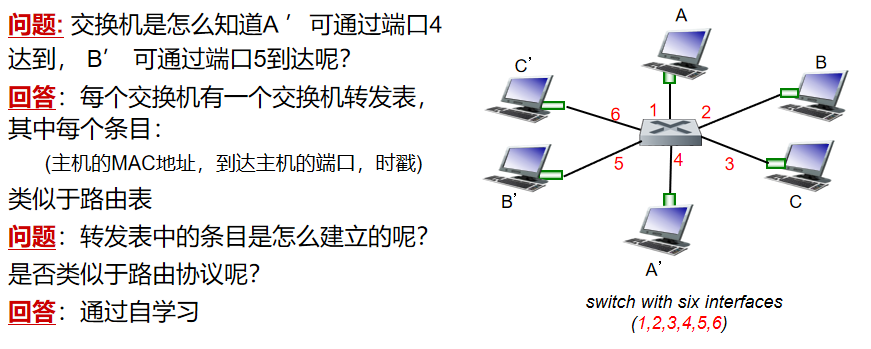 问题: 交换机是怎么知道A ′ 可通过端口4
达到， B′ 可通过端口5到达呢？
回答：每个交换机有一个交换机转发表，
其中每个条目：
(主机的MAC地址，到达主机的端口，时戳)
类似于路由表
问题：转发表中的条目是怎么建立的呢？
是否类似于路由协议呢？
回答：通过自学习
A
B
C′
6
1
2
5
4
3
B′
C
A′
switch with six interfaces
(1,2,3,4,5,6)